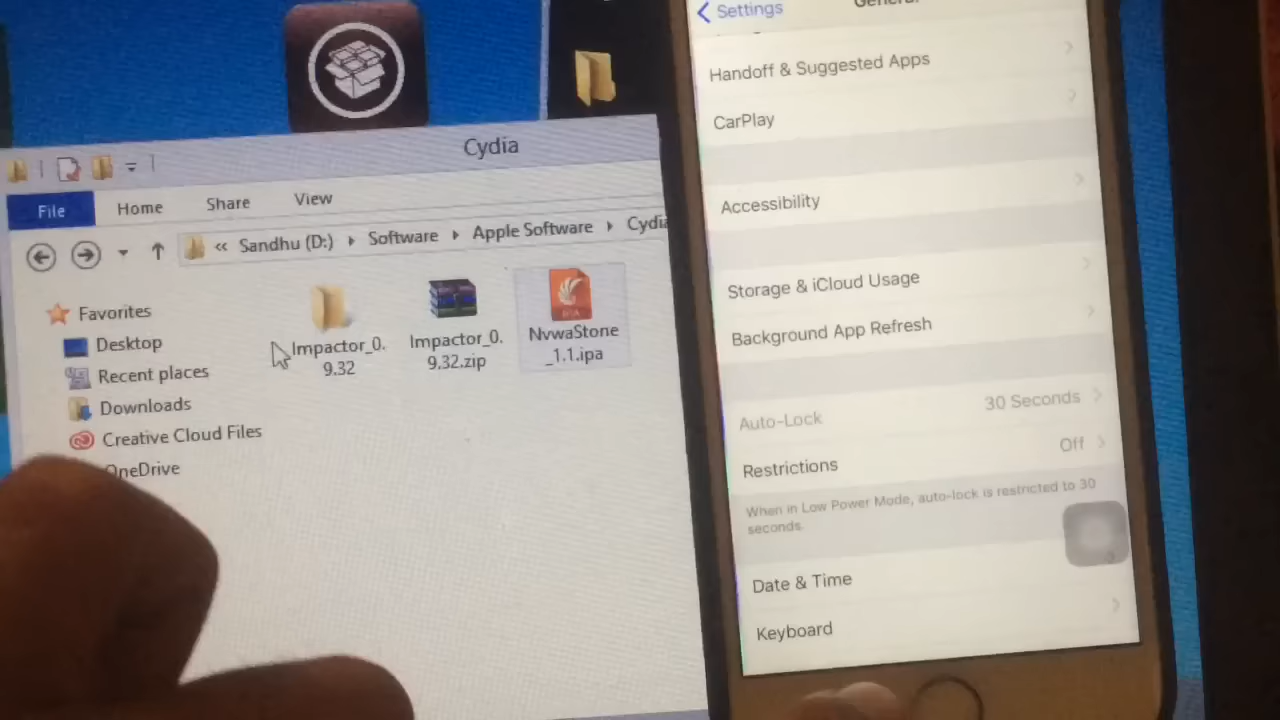 Cydia
File
Home
Share
View
« Sandhu (D:) Software Apple Software Cydia
Favorites
Desktop
Recent places
Downloads
Creative Cloud Files
OneDrive
Impactor_0.
9.32
Impactor_0.
9.32.zip
NvwaStone
_1.1.ipa
Settings
General
Handoff & Suggested Apps
CarPlay
Accessibility
Storage & iCloud Usage
Background App Refresh
Auto-Lock 30 Seconds
Restrictions Off
When in Low Power Mode, auto-lock is restricted to 30
seconds.
Date & Time
Keyboard